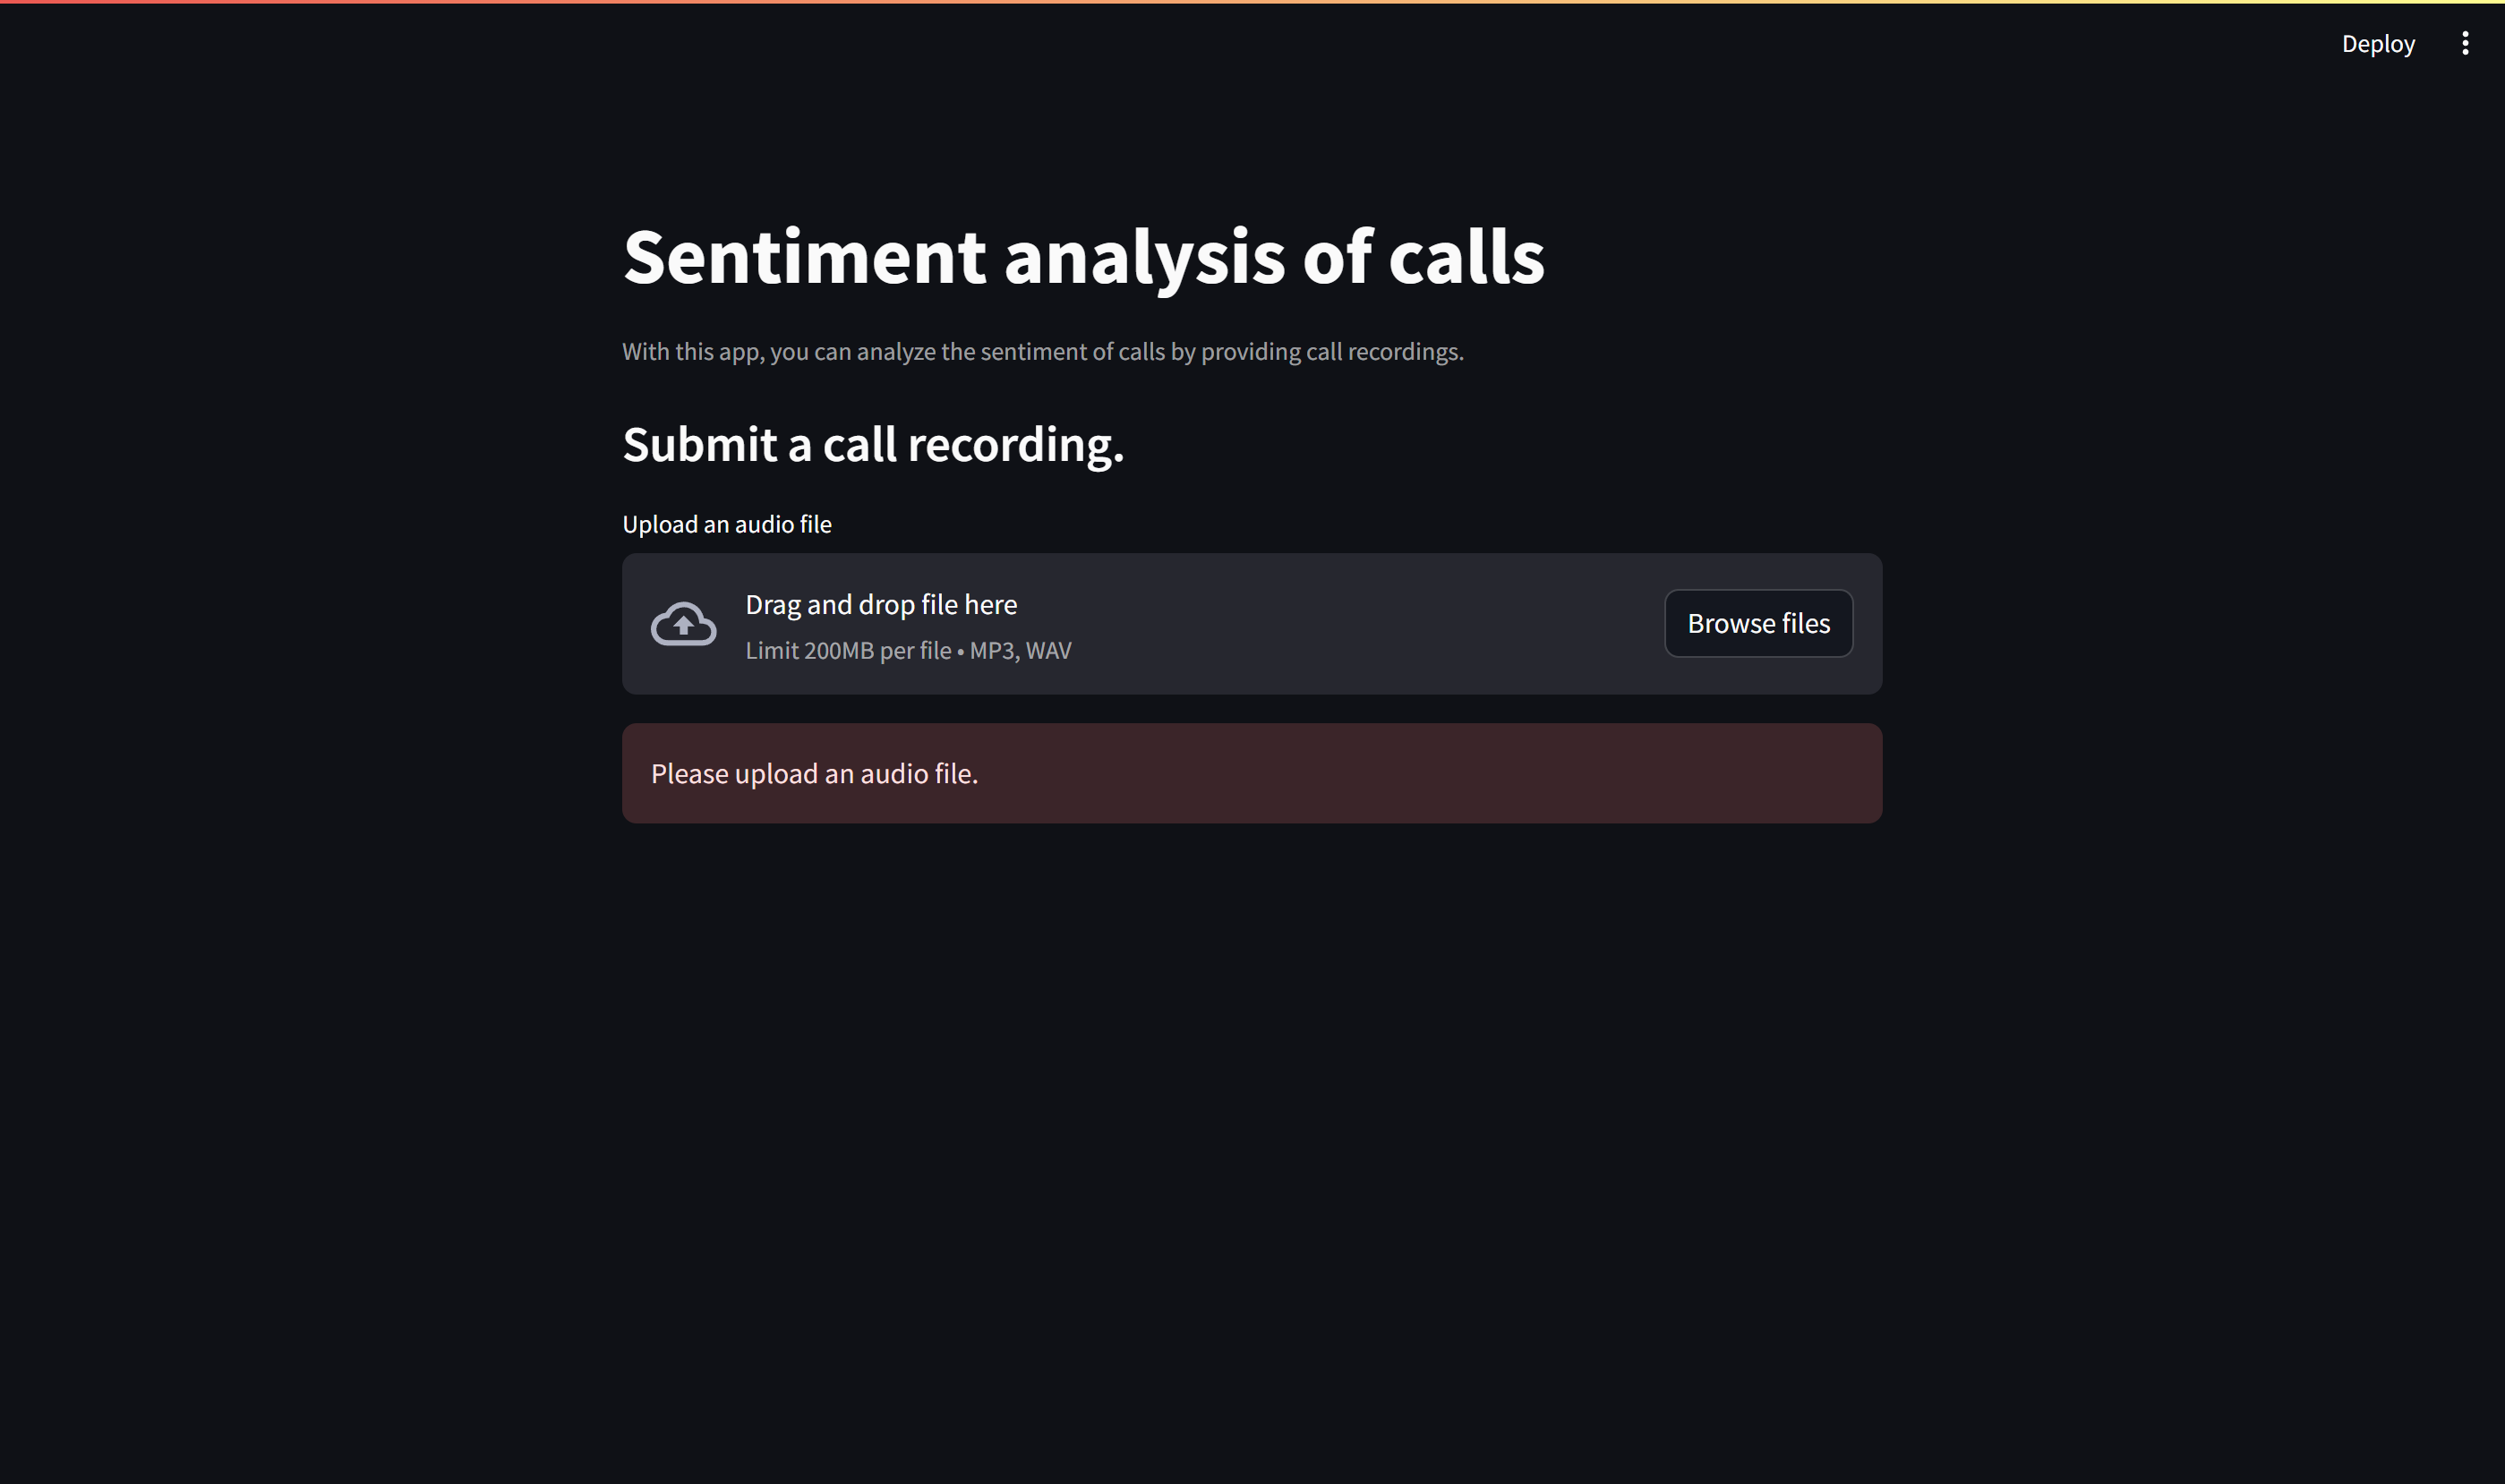 Deploy
Sentiment analysis of calls
With this app, you can analyze the sentiment of calls by providing call recordings.
Submit a call recording.
Upload an audio file
Drag and drop file here
Limit 200MB per file • MP3, WAV
Browse files
Please upload an audio file.